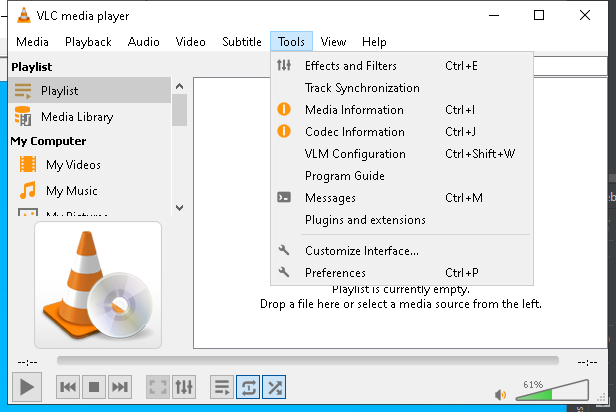 VLC media player
Media Playback Audio Video Subtitle Tools View Help
Playlist
Playlist
Media Library
My Computer
My Videos
My Music
My Pictures
Effects and Filters Ctrl+E
Track Synchronization
Media Information Ctrl+I
Codec Information Ctrl+J
VLM Configuration Ctrl+Shift+W
Program Guide
Messages Ctrl+M
Plugins and extensions
Customize Interface...
Preferences Ctrl+P
Playlist is currently empty.
Drop a file here or select a media source from the left.
--:-- --:--
61%